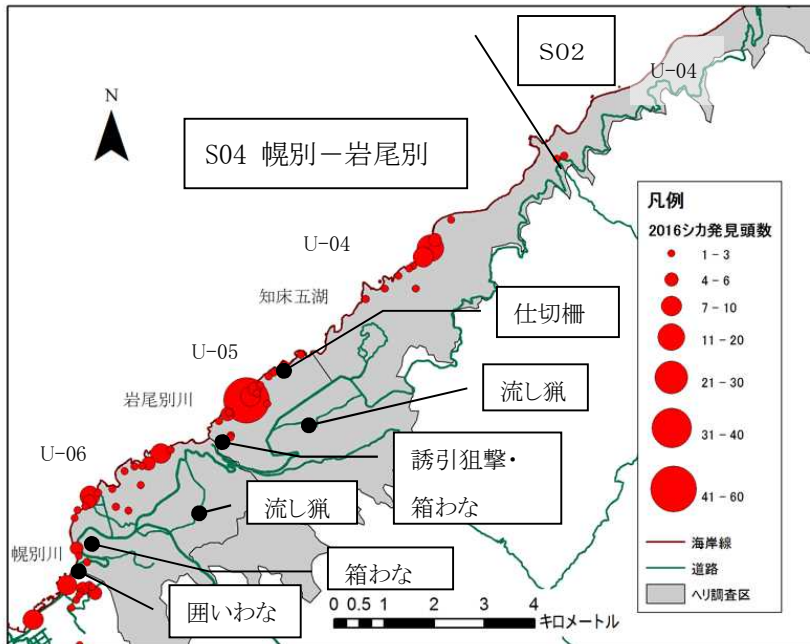 S02
U-04
N
S04 幌別－岩尾別
凡例
2016シカ発見頭数
1 - 3
4 - 6
7 - 10
11 - 20
21 - 30
31 - 40
41 - 60
海岸線
道路
ヘリ調査区
U-04
知床五湖
仕切柵
U-05
流し猟
岩尾別川
誘引狙撃・
箱わな
U-06
流し猟
幌別川
箱わな
囲いわな
0 0.5 1 2 3 4
キロメートル